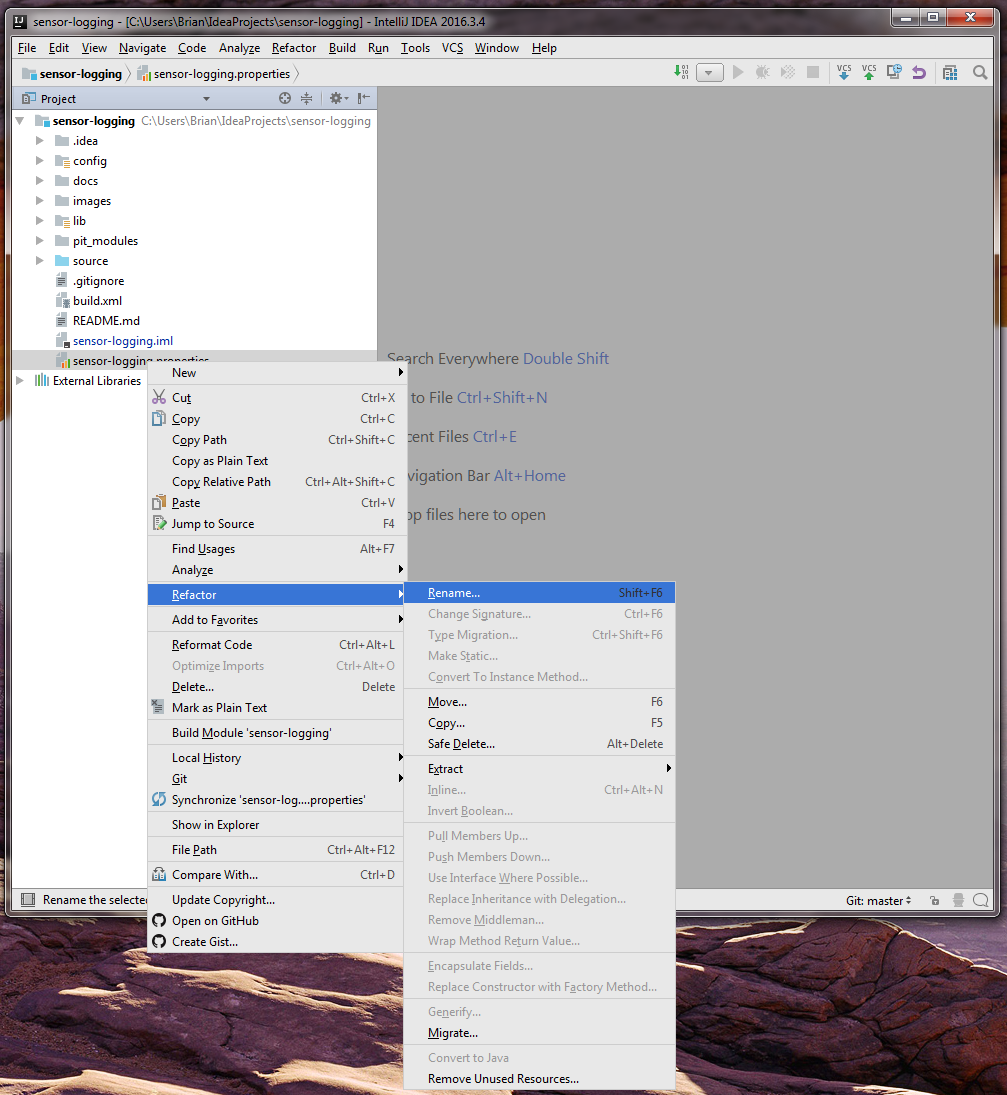 sensor-logging - [C:\Users\Brian\IdeaProjects\sensor-logging] - IntelliJ IDEA 2016.3.4
File Edit View Navigate Code Analyze Refactor Build Run Tools VCS Window Help
sensor-logging sensor-logging.properties
VCS VCS
Project
sensor-logging C:\Users\Brian\IdeaProjects\sensor-logging
.idea
config
docs
images
lib
pit_modules
source
.gitignore
build.xml
README.md
sensor-logging.iml
sensor-logging.properties
External Libraries
Search Everywhere Double Shift
to File Ctrl+Shift+N
cent Files Ctrl+E
vigation Bar Alt+Home
op files here to open
New
Cut Ctrl+X
Copy Ctrl+C
Copy Path Ctrl+Shift+C
Copy as Plain Text
Copy Relative Path Ctrl+Alt+Shift+C
Paste Ctrl+V
Jump to Source F4
Find Usages Alt+F7
Analyze
Refactor
Add to Favorites
Reformat Code Ctrl+Alt+L
Optimize Imports Ctrl+Alt+O
Delete... Delete
Mark as Plain Text
Build Module 'sensor-logging'
Local History
Git
Synchronize 'sensor-log....properties'
Show in Explorer
File Path Ctrl+Alt+F12
Compare With... Ctrl+D
Update Copyright...
Open on GitHub
Create Gist...
Rename... Shift+F6
Change Signature... Ctrl+F6
Type Migration... Ctrl+Shift+F6
Make Static...
Convert To Instance Method...
Move... F6
Copy... F5
Safe Delete... Alt+Delete
Extract
Inline... Ctrl+Alt+N
Invert Boolean...
Pull Members Up...
Push Members Down...
Use Interface Where Possible...
Replace Inheritance with Delegation...
Remove Middleman...
Wrap Method Return Value...
Encapsulate Fields...
Replace Constructor with Factory Method...
Generify...
Migrate...
Convert to Java
Remove Unused Resources...
Rename the selected
Git: master